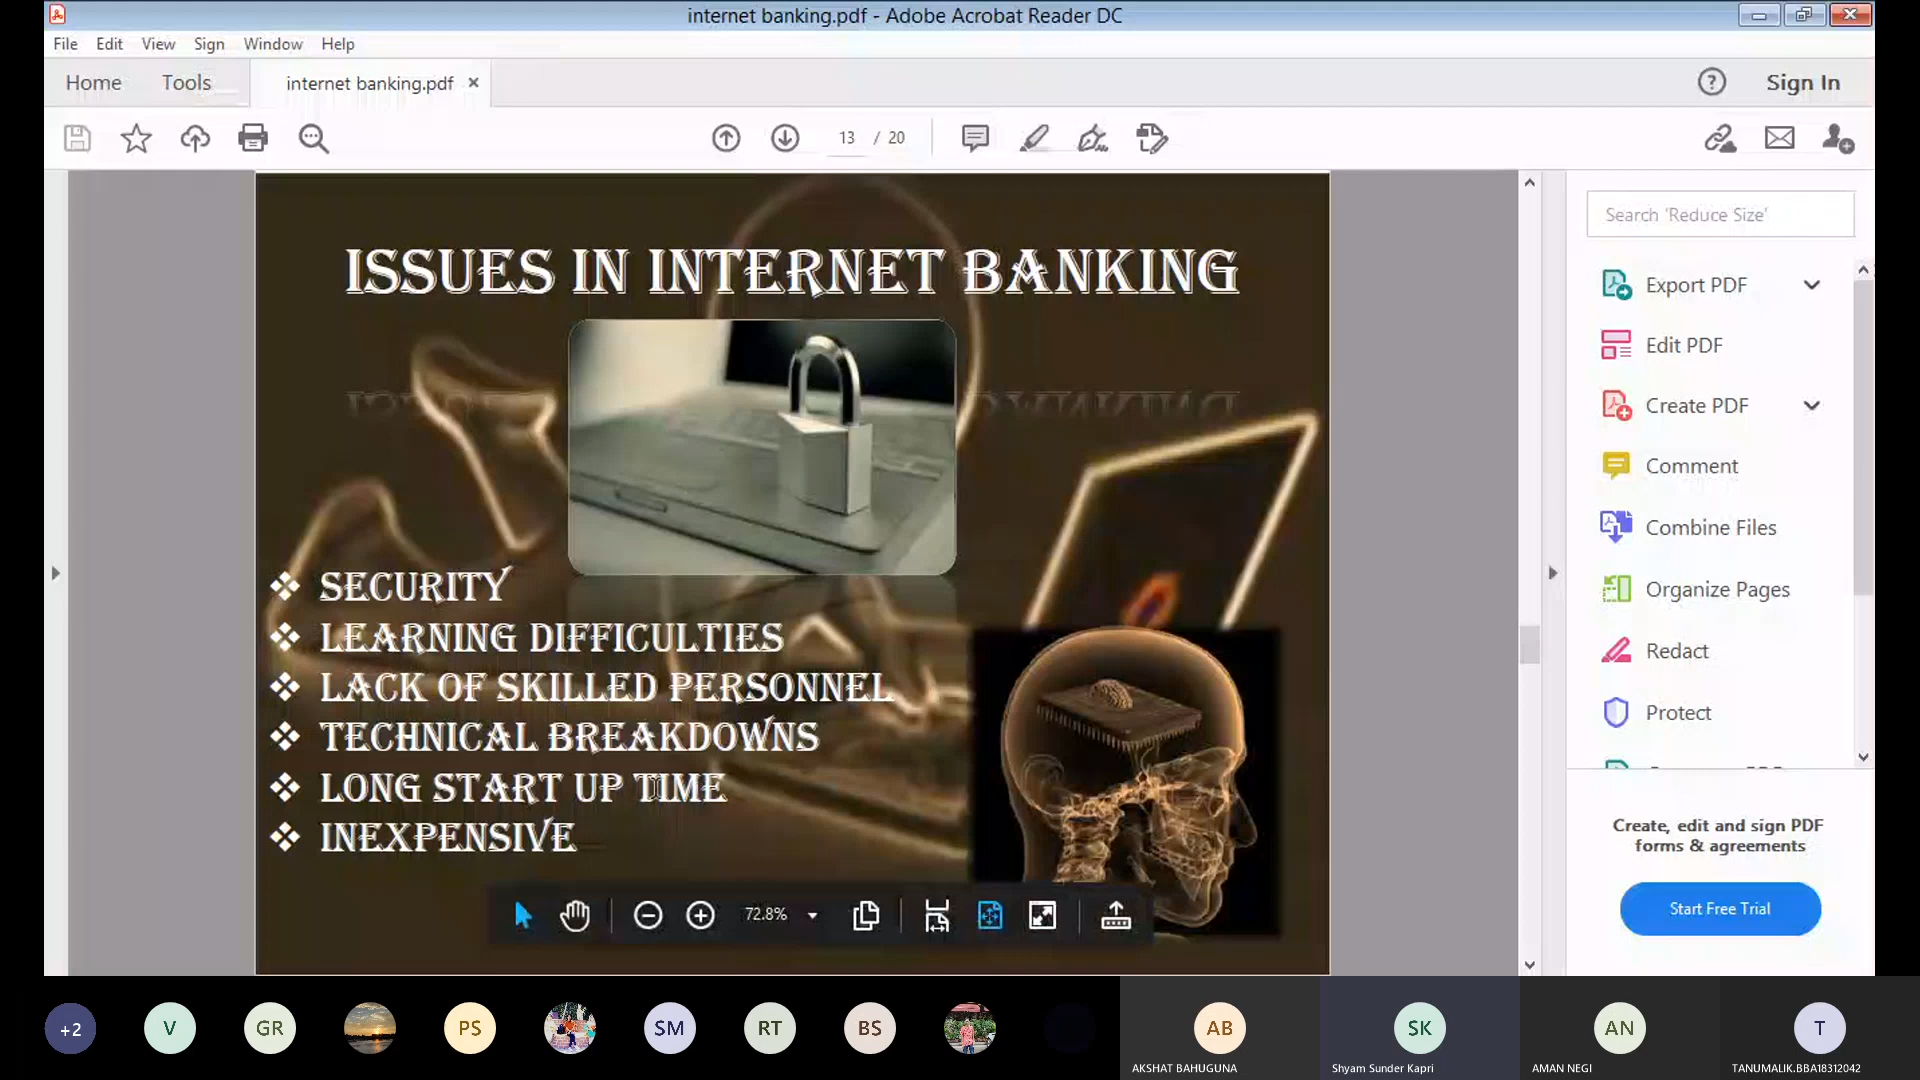 internet banking.pdf - Adobe Acrobat Reader DC
File Edit View Sign Window Help
Home Tools internet banking.pdf × ? Sign In
13 / 20
Search 'Reduce Size'
ISSUES IN INTERNET BANKING
SECURITY
LEARNING DIFFICULTIES
LACK OF SKILLED PERSONNEL
TECHNICAL BREAKDOWNS
LONG START UP TIME
INEXPENSIVE
72.8%
Export PDF
Edit PDF
Create PDF
Comment
Combine Files
Organize Pages
Redact
Protect
Create, edit and sign PDF
forms & agreements
Start Free Trial
+2 V GR PS SM RT BS AB SK AN T
AKSHAT BAHUGUNA Shyam Sunder Kapri AMAN NEGI TANUMALIK.BBA18312042